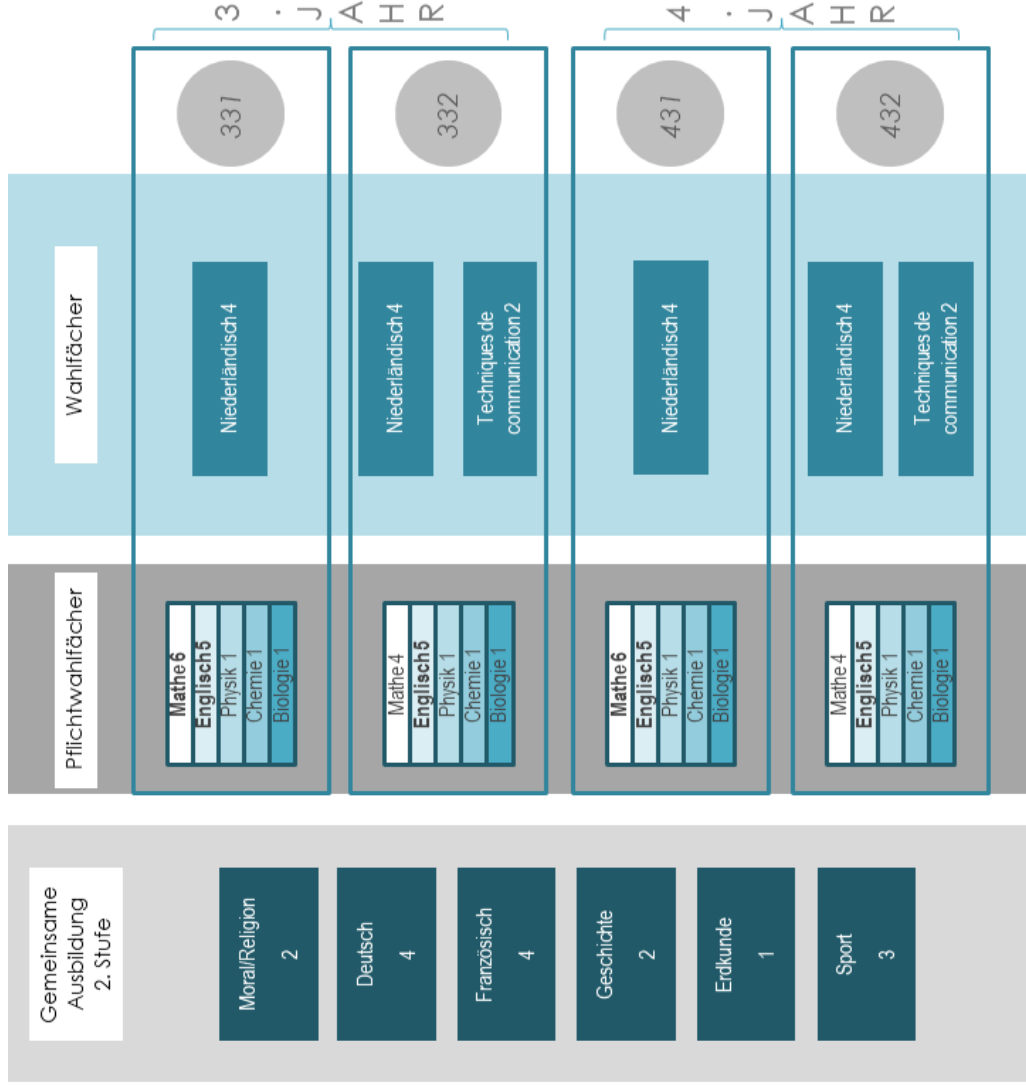 Gemeinsame
Ausbildung
2. Stufe
Moral/Religion
2
Deutsch
4
Französisch
4
Geschichte
2
Erdkunde
1
Sport
3
Pflichtwahlfächer
Mathe 6
Englisch 5
Physik 1
Chemie 1
Biologie 1
Mathe 4
Englisch 5
Physik 1
Chemie 1
Biologie 1
Mathe 6
Englisch 5
Physik 1
Chemie 1
Biologie 1
Mathe 4
Englisch 5
Physik 1
Chemie 1
Biologie 1
Wahlfächer
Niederländisch 4
Niederländisch 4
Techniques de
communication 2
Niederländisch 4
Niederländisch 4
Techniques de
communication 2
331
332
431
432
3. JAHR
4. JAHR